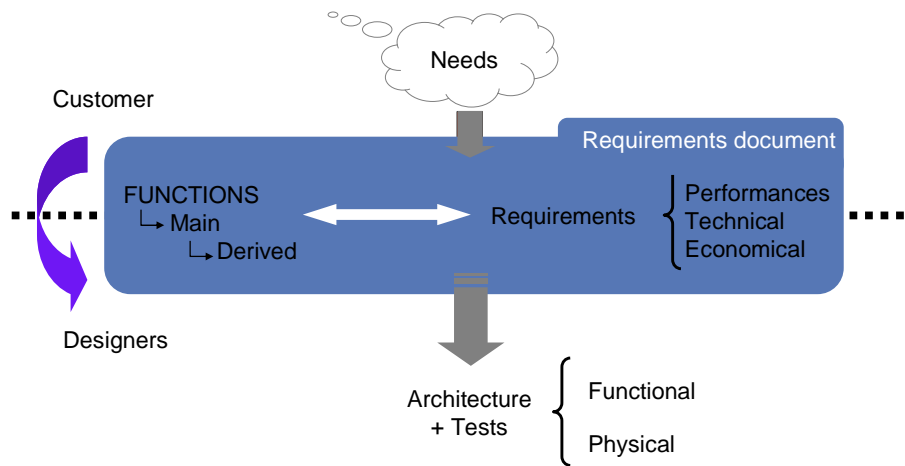 Needs
Customer
Requirements document
FUNCTIONS
Main
Derived
Requirements
Performances
Technical
Economical
Designers
Architecture
+ Tests
Functional
Physical